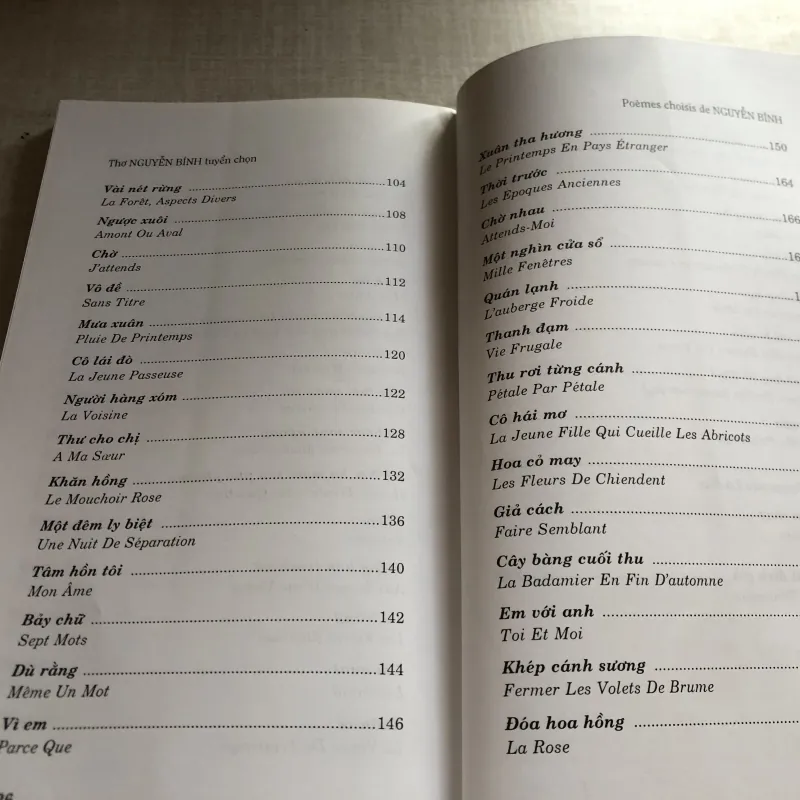 Thơ NGUYỄN BÍNH tuyển chọn
Vài nét rừng ..... 104
La Forêt, Aspects Divers
Ngược xuôi ..... 108
Amont Ou Aval
Chờ ..... 110
J'attends
Vô đề ..... 112
Sans Titre
Mưa xuân ..... 114
Pluie De Printemps
Cô lái đò ..... 120
La Jeune Passeuse
Người hàng xóm ..... 122
La Voisine
Thư cho chị ..... 128
A Ma Sœur
Khăn hồng ..... 132
Le Mouchoir Rose
Một đêm ly biệt ..... 136
Une Nuit De Séparation
Tâm hồn tôi ..... 140
Mon Âme
Bảy chữ ..... 142
Sept Mots
Dù rằng ..... 144
Même Un Mot
Vì em ..... 146
Parce Que
Poèmes choisis de NGUYỄN BÍNH
Xuân tha hương ..... 150
Le Printemps En Pays Étranger
Thời trước ..... 164
Les Epoques Anciennes
Chờ nhau ..... 166
Attends-Moi
Một nghìn cửa sổ .....
Mille Fenêtres
Quán lạnh .....
L'auberge Froide
Thanh đạm .....
Vie Frugale
Thu rơi từng cánh .....
Pétale Par Pétale
Cô hái mơ .....
La Jeune Fille Qui Cueille Les Abricots
Hoa cỏ may .....
Les Fleurs De Chiendent
Giả cách .....
Faire Semblant
Cây bàng cuối thu .....
La Badamier En Fin D'automne
Em với anh .....
Toi Et Moi
Khép cánh sương .....
Fermer Les Volets De Brume
Đóa hoa hồng .....
La Rose